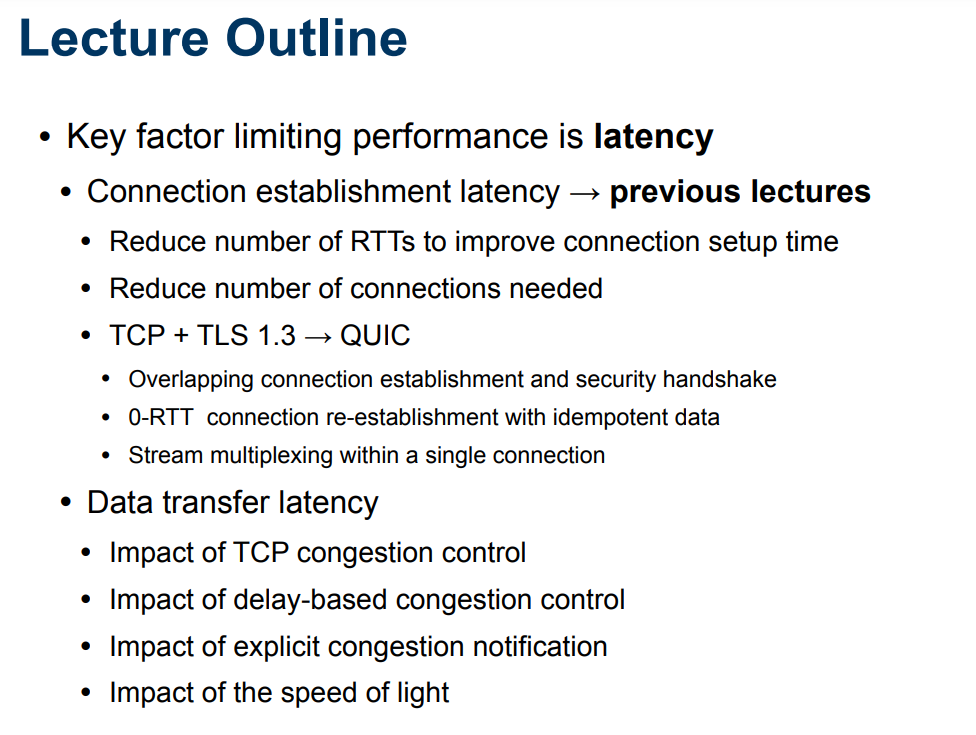 Lecture Outline
• Key factor limiting performance is latency
• Connection establishment latency → previous lectures
• Reduce number of RTTs to improve connection setup time
• Reduce number of connections needed
• TCP + TLS 1.3 → QUIC
• Overlapping connection establishment and security handshake
• 0-RTT  connection re-establishment with idempotent data
• Stream multiplexing within a single connection
• Data transfer latency
• Impact of TCP congestion control
• Impact of delay-based congestion control
• Impact of explicit congestion notification
• Impact of the speed of light